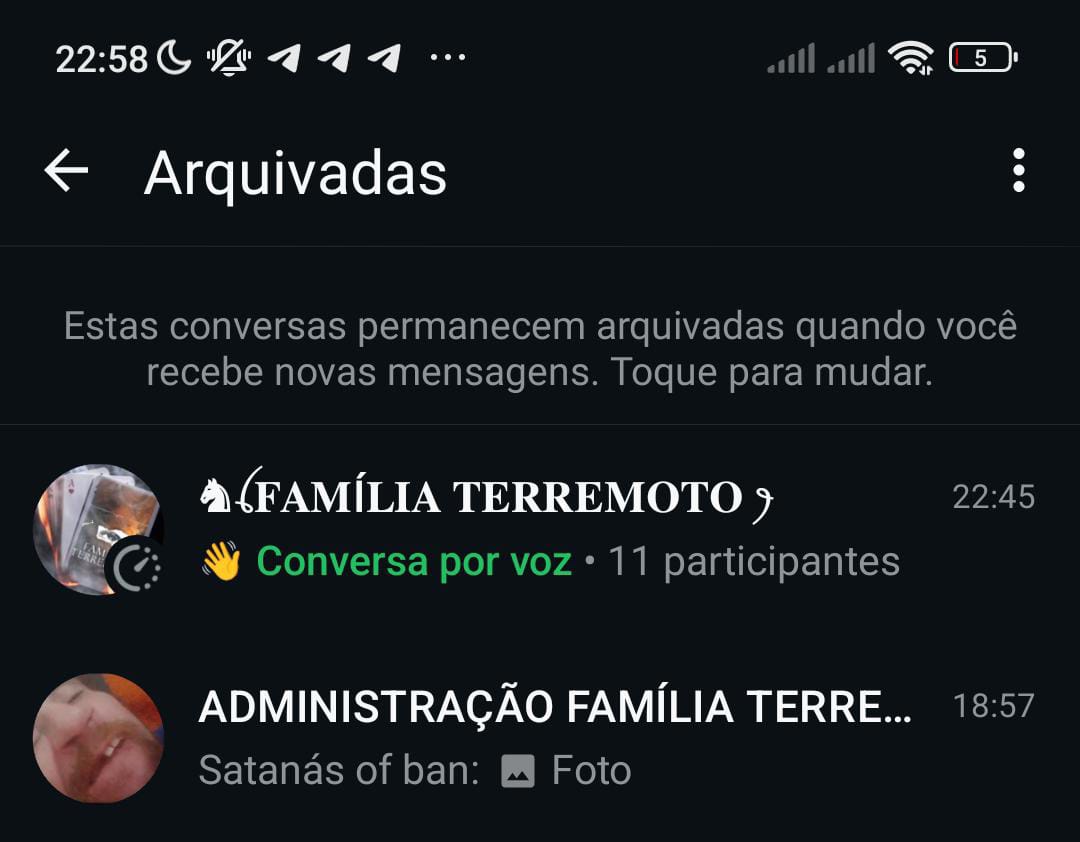 22:58 ... 5
Arquivadas
Estas conversas permanecem arquivadas quando você
recebe novas mensagens. Toque para mudar.
♞⸤FAMÍLIA TERREMOTO 22:45
👋 Conversa por voz • 11 participantes
ADMINISTRAÇÃO FAMÍLIA TERRE... 18:57
Satanás of ban: Foto